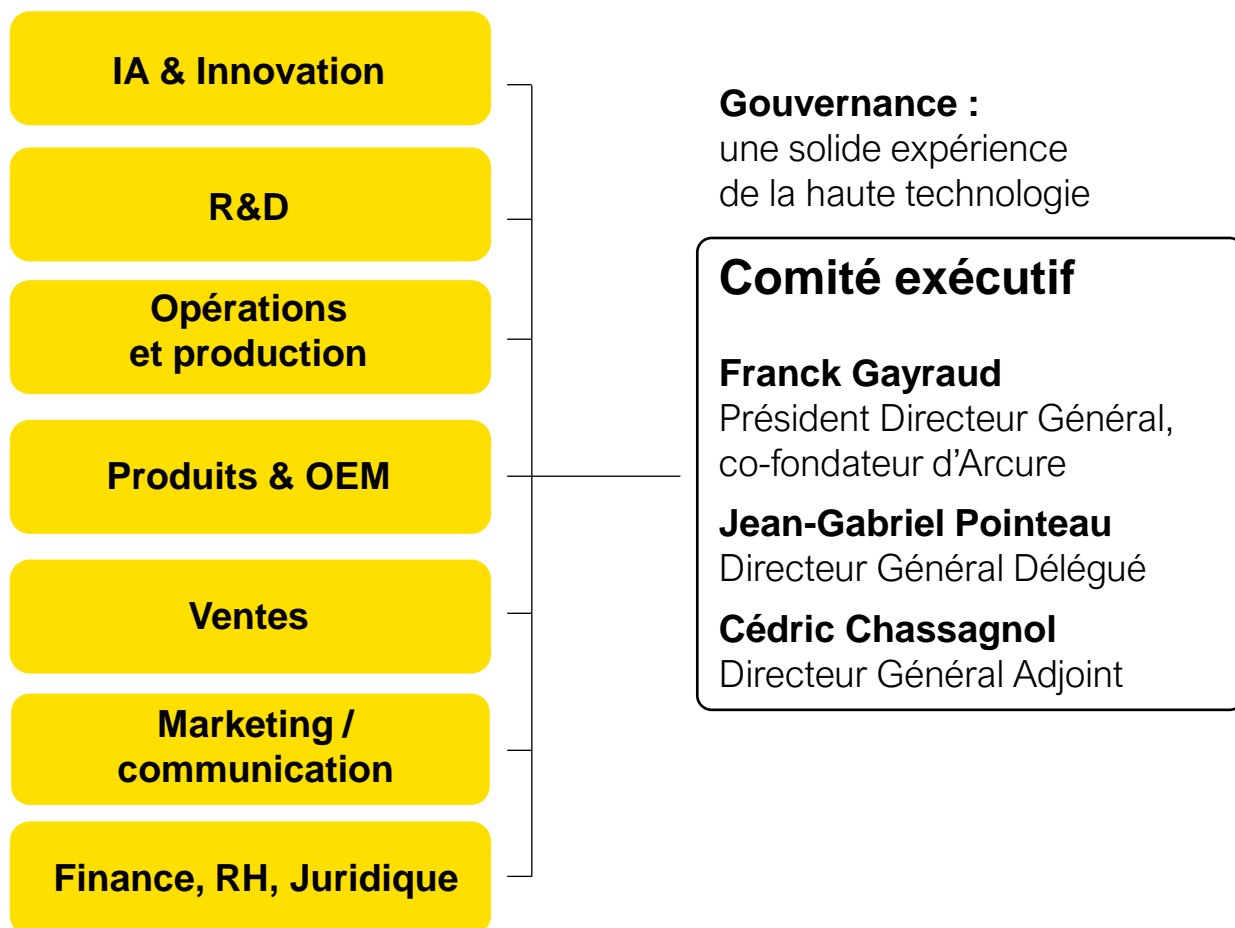 IA & Innovation
R&D
Opérations
et production
Produits & OEM
Ventes
Marketing /
communication
Finance, RH, Juridique
Gouvernance :
une solide expérience
de la haute technologie
Comité exécutif
Franck Gayraud
Président Directeur Général,
co-fondateur d’Arcure
Jean-Gabriel Pointeau
Directeur Général Délégué
Cédric Chassagnol
Directeur Général Adjoint